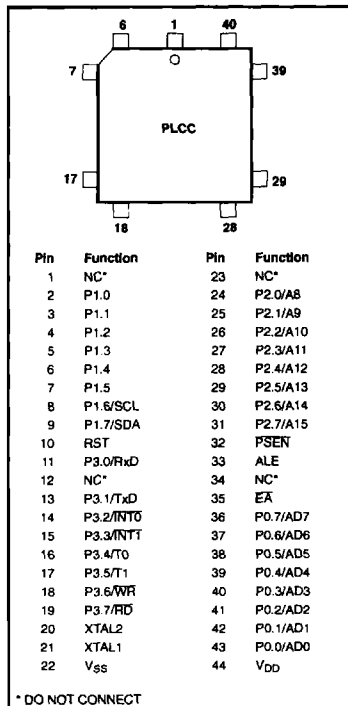 6 1 40
7 39
PLCC
17 29
18 28
Pin Function Pin Function
1 NC* 23 NC*
2 P1.0 24 P2.0/A8
3 P1.1 25 P2.1/A9
4 P1.2 26 P2.2/A10
5 P1.3 27 P2.3/A11
6 P1.4 28 P2.4/A12
7 P1.5 29 P2.5/A13
8 P1.6/SCL 30 P2.6/A14
9 P1.7/SDA 31 P2.7/A15
10 RST 32 P̅S̅E̅N̅
11 P3.0/RxD 33 ALE
12 NC* 34 NC*
13 P3.1/TxD 35 E̅A̅
14 P3.2/I̅N̅T̅0̅ 36 P0.7/AD7
15 P3.3/I̅N̅T̅1̅ 37 P0.6/AD6
16 P3.4/T0 38 P0.5/AD5
17 P3.5/T1 39 P0.4/AD4
18 P3.6/W̅R̅ 40 P0.3/AD3
19 P3.7/R̅D̅ 41 P0.2/AD2
20 XTAL2 42 P0.1/AD1
21 XTAL1 43 P0.0/AD0
22 VSS 44 VDD
* DO NOT CONNECT